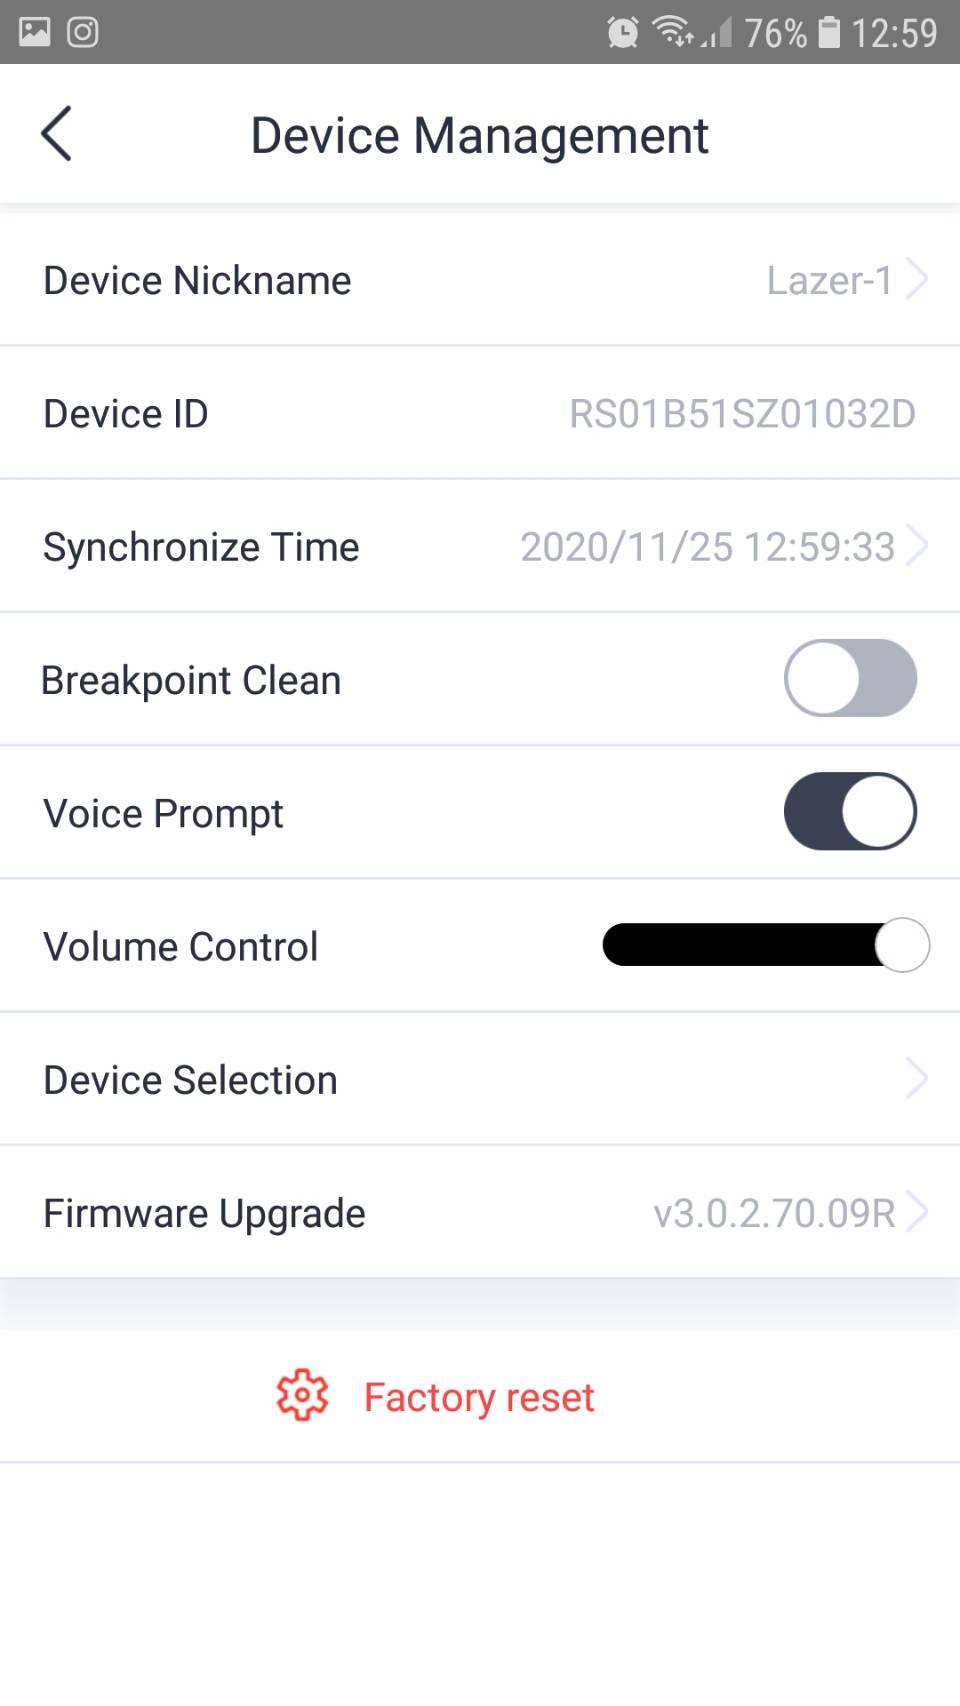 76% 12:59
Device Management
Device Nickname Lazer-1
Device ID RS01B51SZ01032D
Synchronize Time 2020/11/25 12:59:33
Breakpoint Clean
Voice Prompt
Volume Control
Device Selection
Firmware Upgrade v3.0.2.70.09R
Factory reset